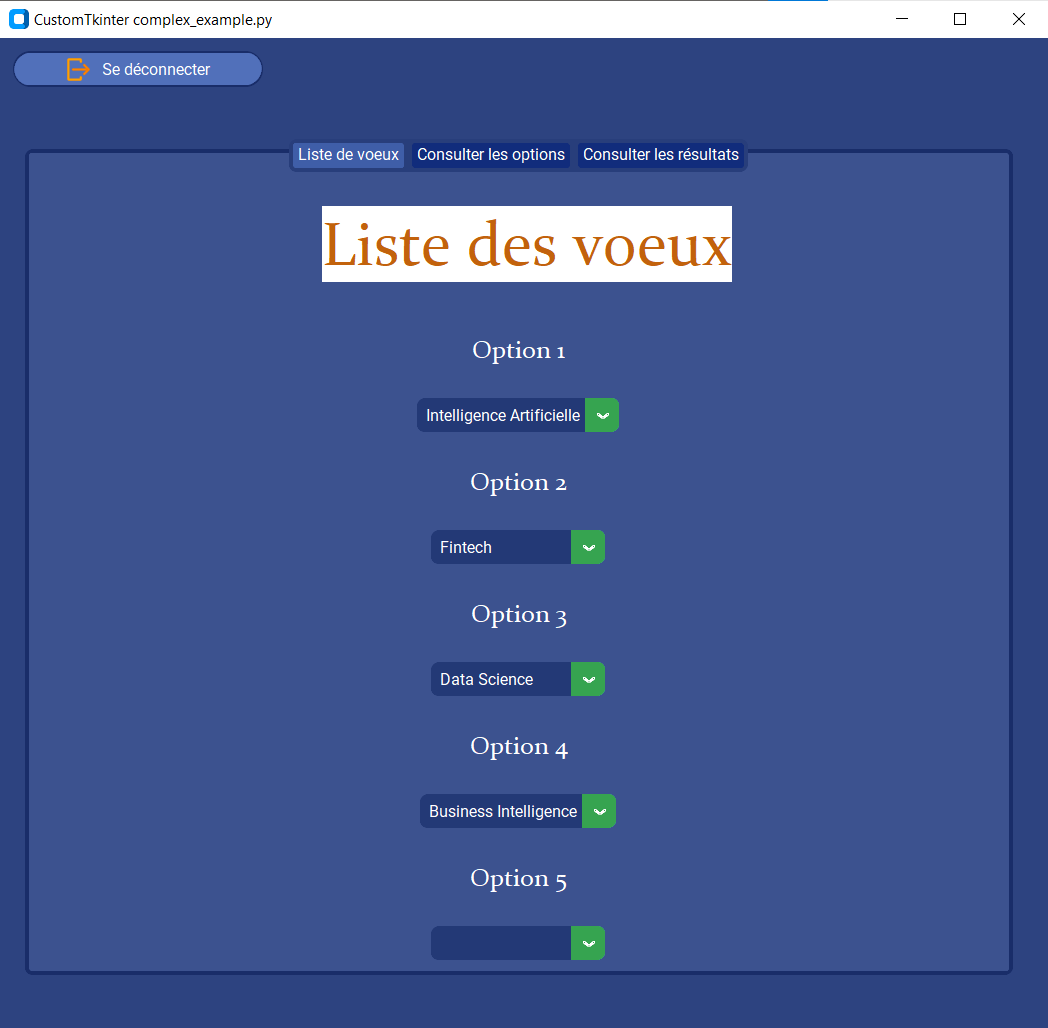 CustomTkinter complex_example.py
Se déconnecter
Liste de voeux Consulter les options Consulter les résultats
Liste des voeux
Option 1
Intelligence Artificielle
Option 2
Fintech
Option 3
Data Science
Option 4
Business Intelligence
Option 5